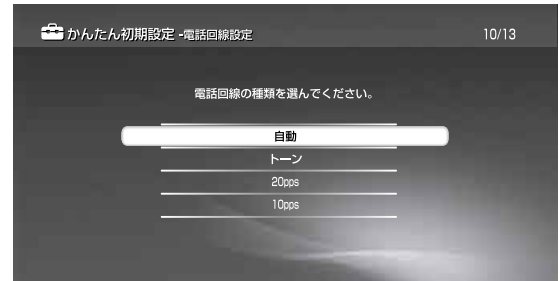 かんたん初期設定 -電話回線設定 10/13
電話回線の種類を選んでください。
自動
トーン
20pps
10pps